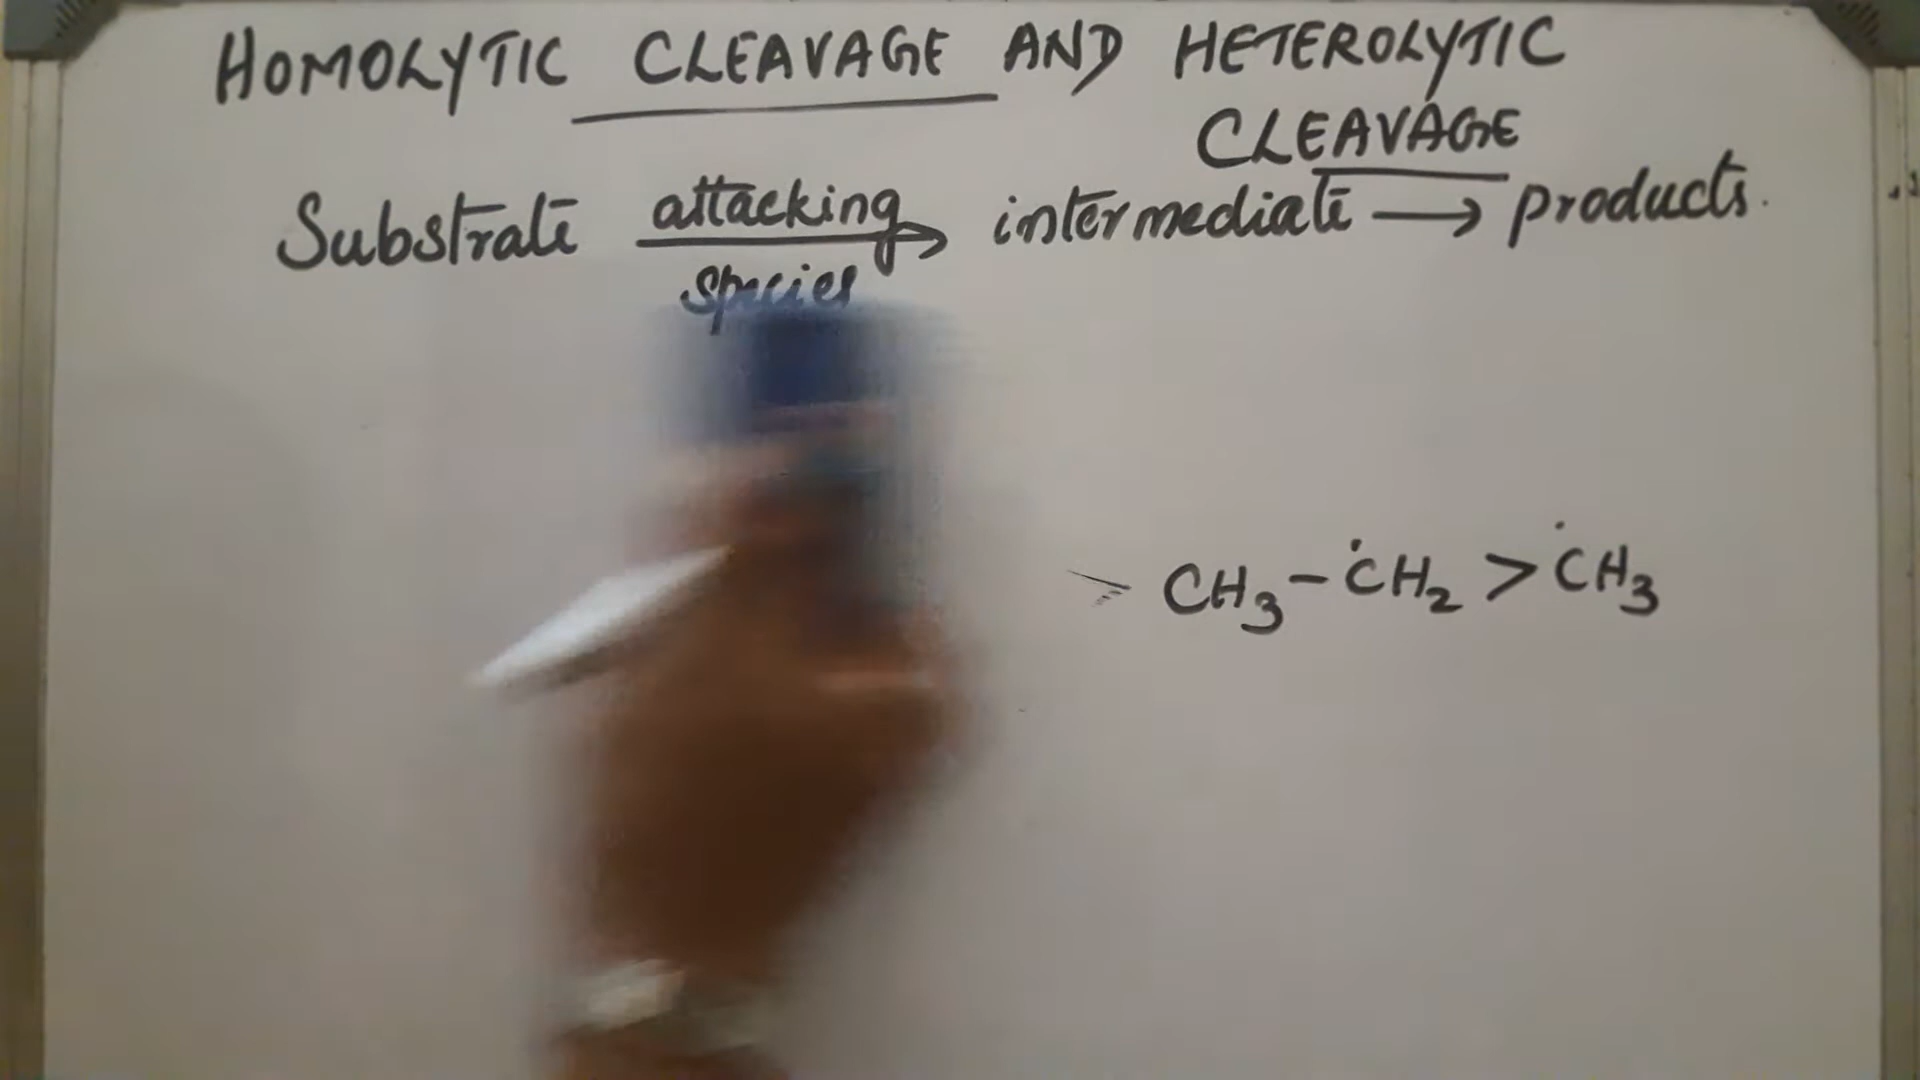 HOMOLYTIC CLEAVAGE AND HETEROLYTIC
CLEAVAGE
Substrate attacking species → intermediate → products.
> CH₃-ĊH₂ > ĊH₃